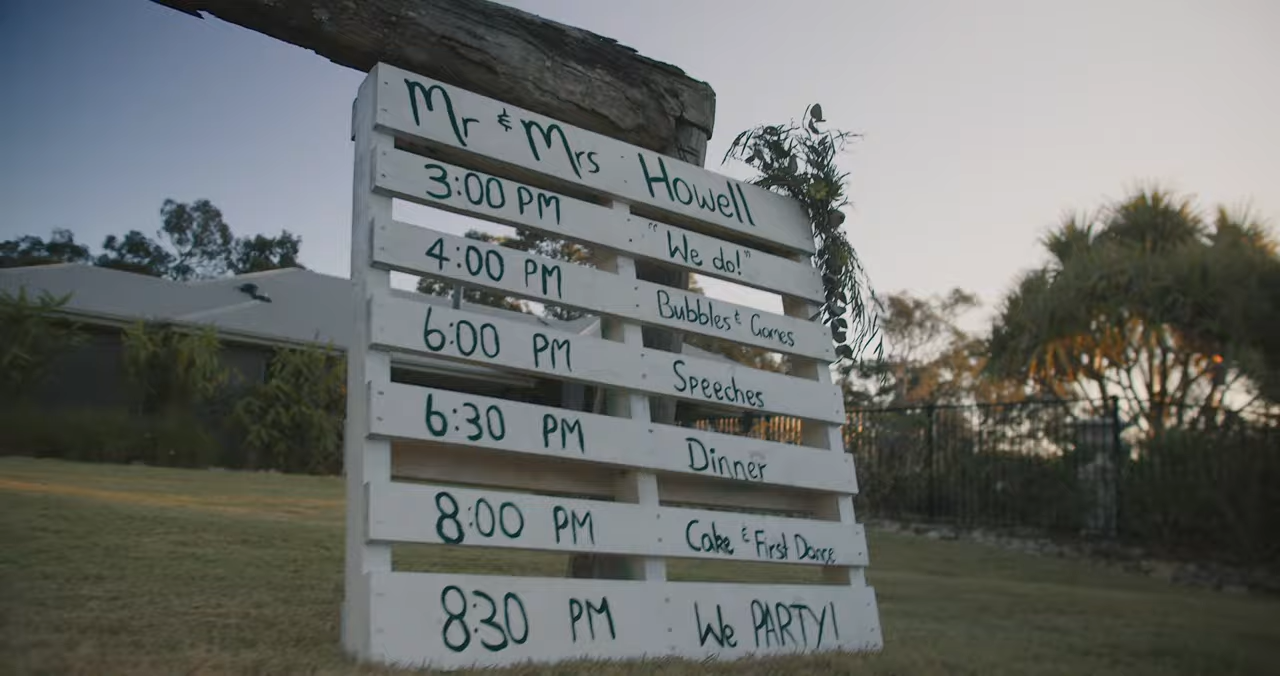 Mr & Mrs Howell
3:00 PM "We do!"
4:00 PM Bubbles & Games
6:00 PM Speeches
6:30 PM Dinner
8:00 PM Cake & First Dance
8:30 PM We PARTY!